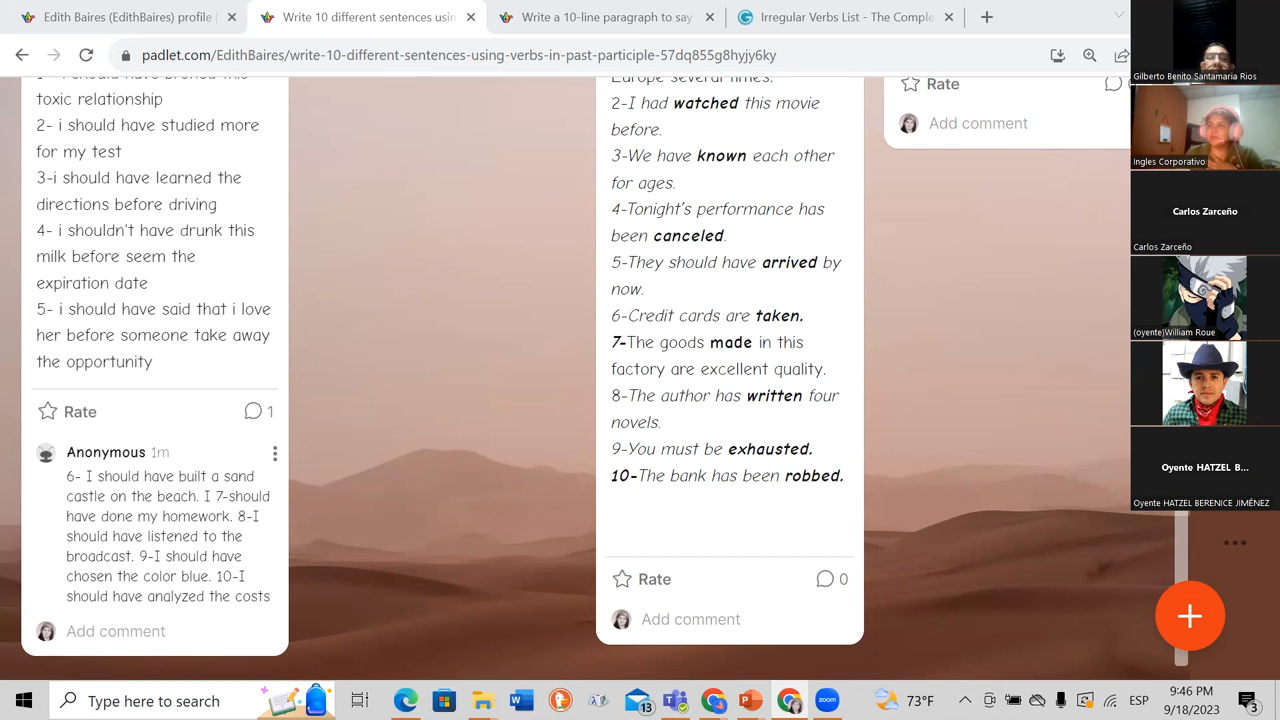 Edith Baires (EdithBaires) profile
Write 10 different sentences usin
Write a 10-line paragraph to say
Irregular Verbs List - The Comp
padlet.com/EdithBaires/write-10-different-sentences-using-verbs-in-past-participle-57dq855g8hyjy6ky
toxic relationship
2- i should have studied more
for my test
3-i should have learned the
directions before driving
4- i shouldn't have drunk this
milk before seem the
expiration date
5- i should have said that i love
her before someone take away
the opportunity
Rate
1
Anonymous 1m
6- I should have built a sand
castle on the beach. I 7-should
have done my homework. 8-I
should have listened to the
broadcast. 9-I should have
chosen the color blue. 10-I
should have analyzed the costs
Add comment
Europe several times.
2-I had watched this movie
before.
3-We have known each other
for ages.
4-Tonight's performance has
been canceled.
5-They should have arrived by
now.
6-Credit cards are taken.
7-The goods made in this
factory are excellent quality.
8-The author has written four
novels.
9-You must be exhausted.
10-The bank has been robbed.
Rate
0
Add comment
Rate
Add comment
Gilberto Benito Santamaria Rios
Ingles Corporativo
Carlos Zarceño
Carlos Zarceño
(oyente)William Roue
Oyente HATZEL B...
Oyente HATZEL BERENICE JIMÉNEZ
Type here to search
13
73°F
ESP
9:46 PM
9/18/2023
3